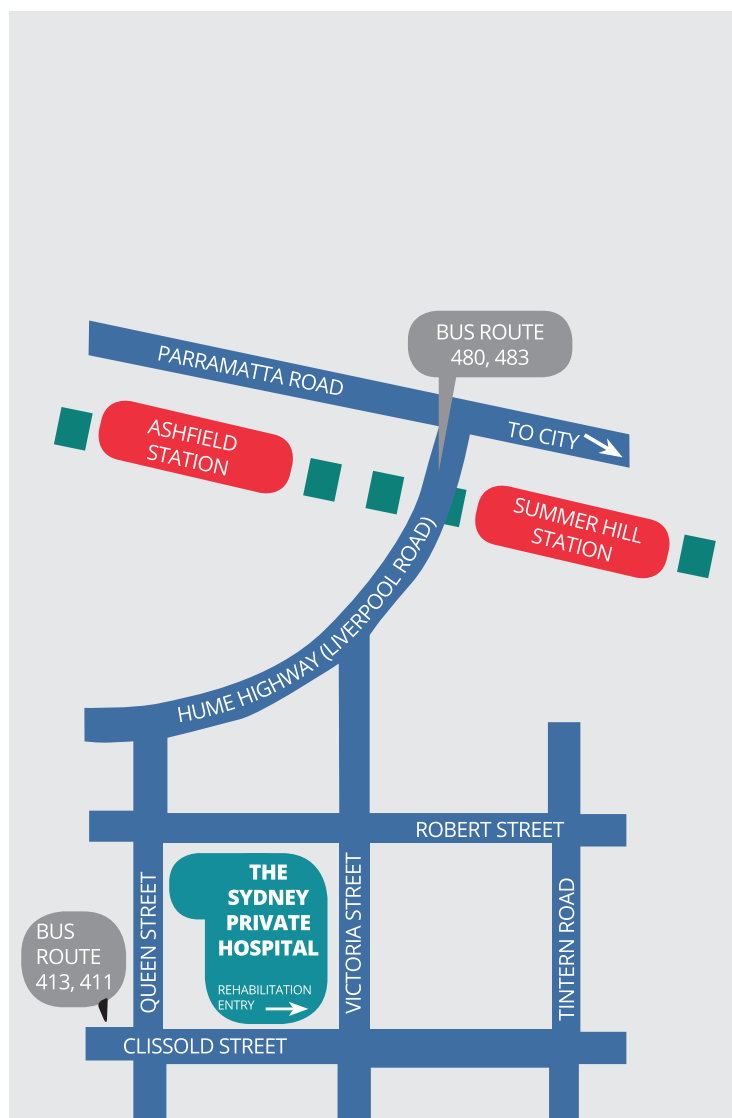 BUS ROUTE
480, 483
PARRAMATTA ROAD
TO CITY
ASHFIELD
STATION
SUMMER HILL
STATION
HUME HIGHWAY (LIVERPOOL ROAD)
ROBERT STREET
THE
SYDNEY
PRIVATE
HOSPITAL
REHABILITATION
ENTRY
QUEEN STREET
VICTORIA STREET
TINTERN ROAD
BUS
ROUTE
413, 411
CLISSOLD STREET